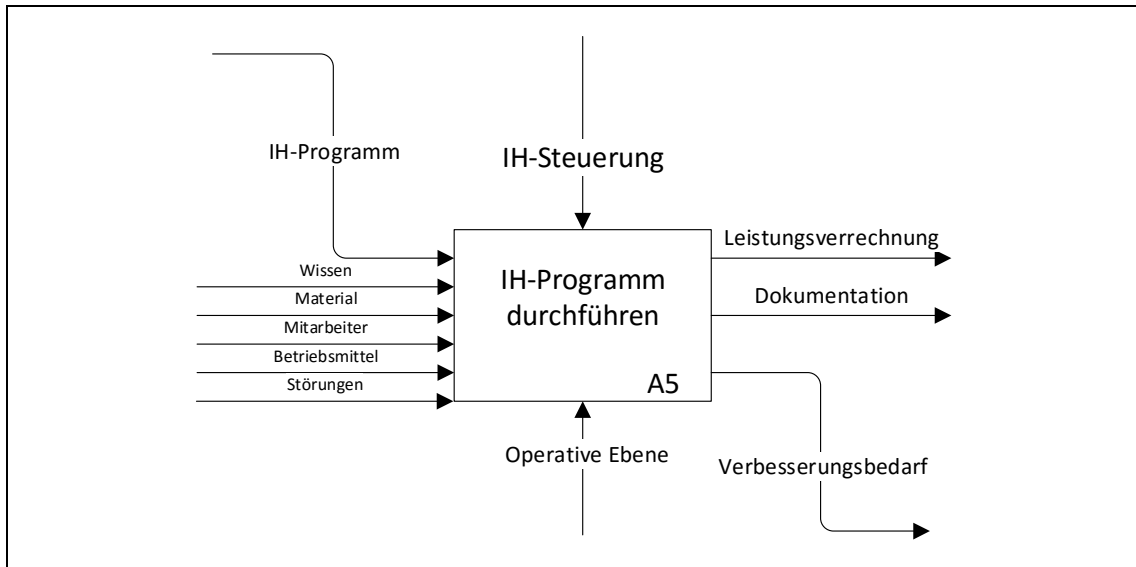 IH-Programm
IH-Steuerung
Leistungsverrechnung
Wissen
IH-Programm
durchführen
Material
Dokumentation
Mitarbeiter
Betriebsmittel
Störungen
A5
Operative Ebene
Verbesserungsbedarf